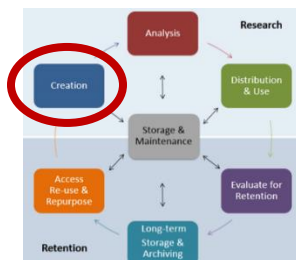 Research
Analysis
Creation
Distribution
& Use
Storage &
Maintenance
Access
Re-use &
Repurpose
Evaluate for
Retention
Long-term
Storage &
Archiving
Retention